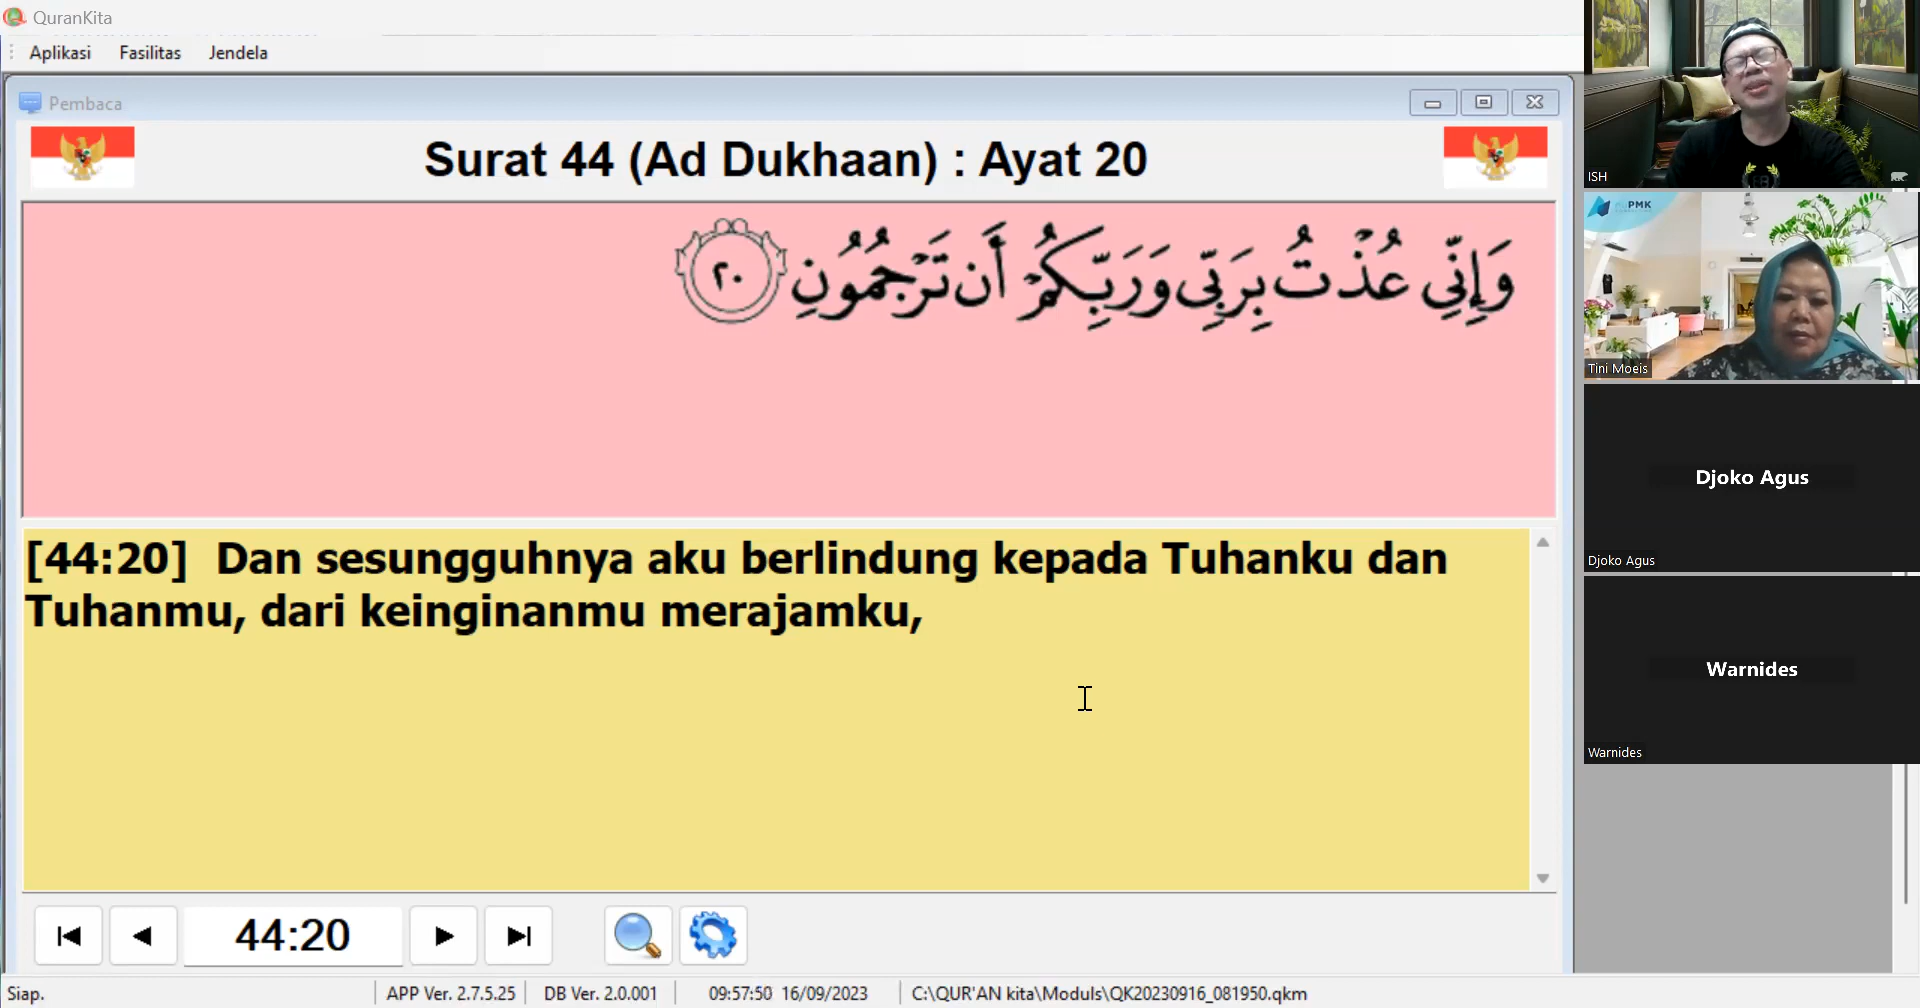 QuranKita
Aplikasi Fasilitas Jendela
Pembaca
Surat 44 (Ad Dukhaan) : Ayat 20
وَإِنِّي عُذْتُ بِرَبِّي وَرَبِّكُمْ أَن تَرْجُمُونِ ٢٠
[44:20] Dan sesungguhnya aku berlindung kepada Tuhanku dan
Tuhanmu, dari keinginanmu merajamku,
44:20
Siap. APP Ver. 2.7.5.25 DB Ver. 2.0.001 09:57:50 16/09/2023 C:\QUR'AN kita\Moduls\QK20230916_081950.qkm
ISH
PMK
Tini Moeis
Djoko Agus
Djoko Agus
Warnides
Warnides